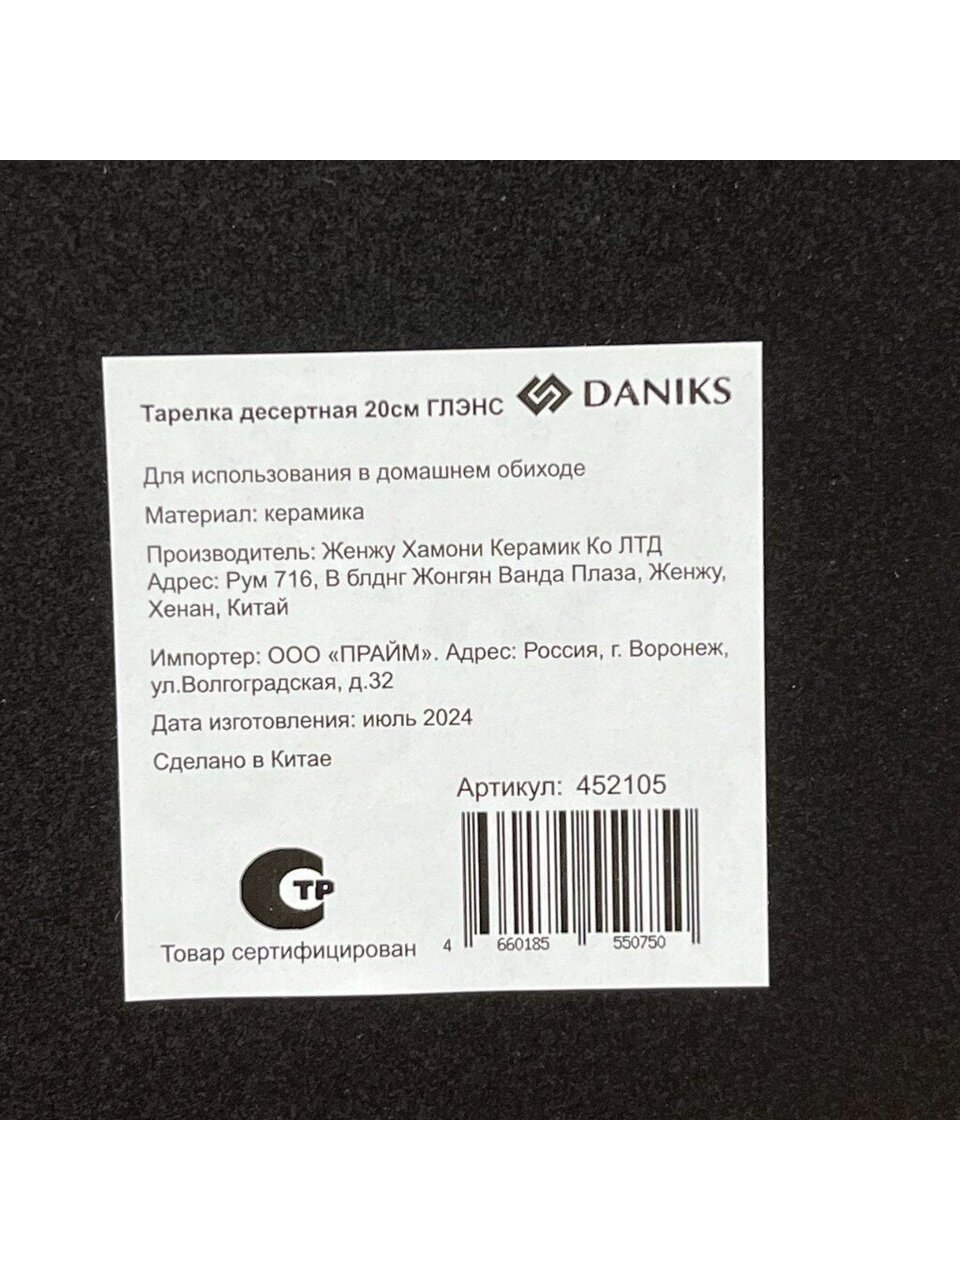 Тарелка десертная 20см ГЛЭНС DANIKS
Для использования в домашнем обиходе
Материал: керамика
Производитель: Женжу Хамони Керамик Ко ЛТД
Адрес: Рум 716, В блднг Жонгян Ванда Плаза, Женжу,
Хенан, Китай
Импортер: ООО «ПРАЙМ». Адрес: Россия, г. Воронеж,
ул.Волгоградская, д.32
Дата изготовления: июль 2024
Сделано в Китае
Артикул: 452105
ТР
Товар сертифицирован
4 660185 550750